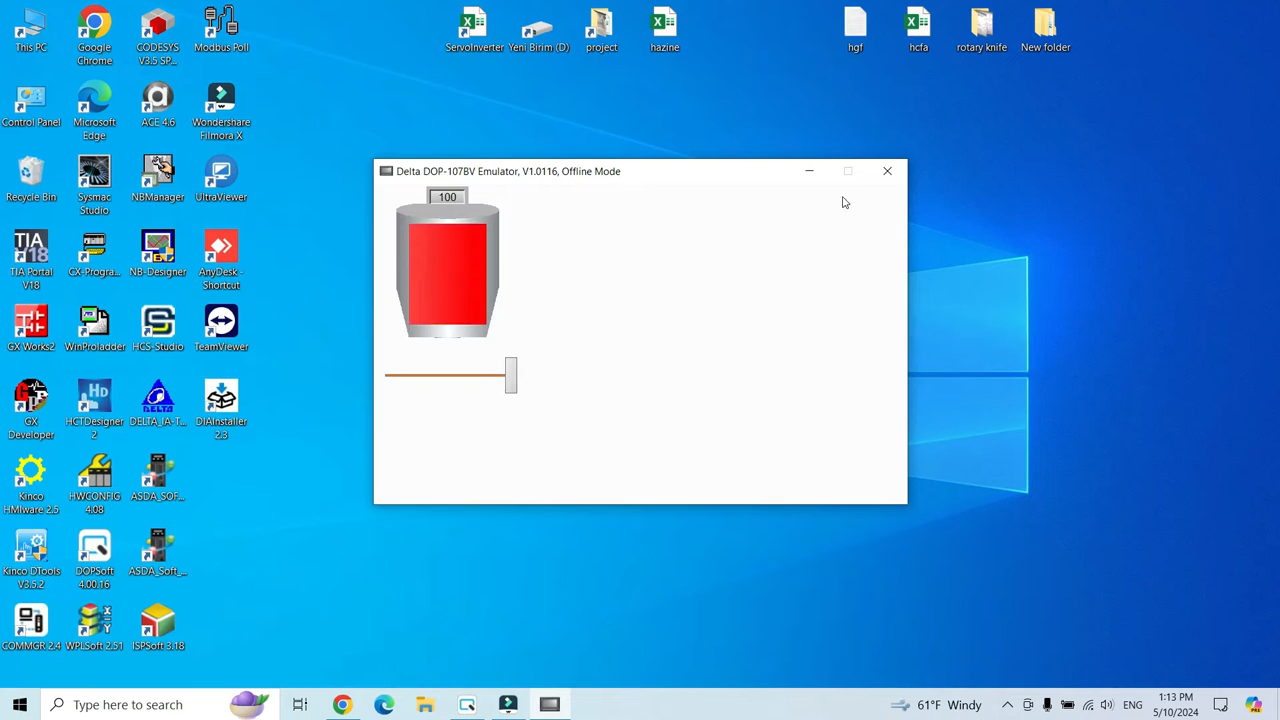 This PC
Google
Chrome
CODESYS
V3.5 SP...
Modbus Poll
ServoInverter
Yeni Birim (D)
project
hazine
hgf
hcfa
rotary knife
New folder
Control Panel
Microsoft
Edge
ACE 4.6
Wondershare
Filmora X
Recycle Bin
Sysmac
Studio
NBManager
UltraViewer
TIA Portal
V18
CX-Progra...
NB-Designer
AnyDesk -
Shortcut
GX Works2
WinProladder
HCS-Studio
TeamViewer
GX
Developer
HCTDesigner
2
DELTA_IA-T...
DIAInstaller
2.3
Kinco
HMIware 2.5
HWCONFIG
4.08
ASDA_SOF...
Kinco DTools
V3.5.2
DOPSoft
4.00.16
ASDA_Soft_...
COMMGR 2.4
WPLSoft 2.51
ISPSoft 3.18
Delta DOP-107BV Emulator, V1.0116, Offline Mode
100
Type here to search
61°F Windy
ENG
1:13 PM
5/10/2024